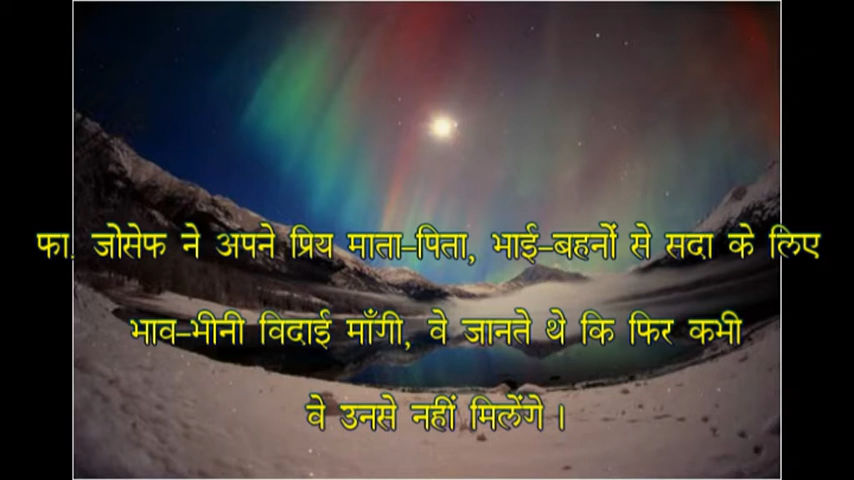 फा. जोसेफ ने अपने प्रिय माता–पिता, भाई–बहनों से सदा के लिए
भाव–भीनी विदाई माँगी, वे जानते थे कि फिर कभी
वे उनसे नहीं मिलेंगे ।